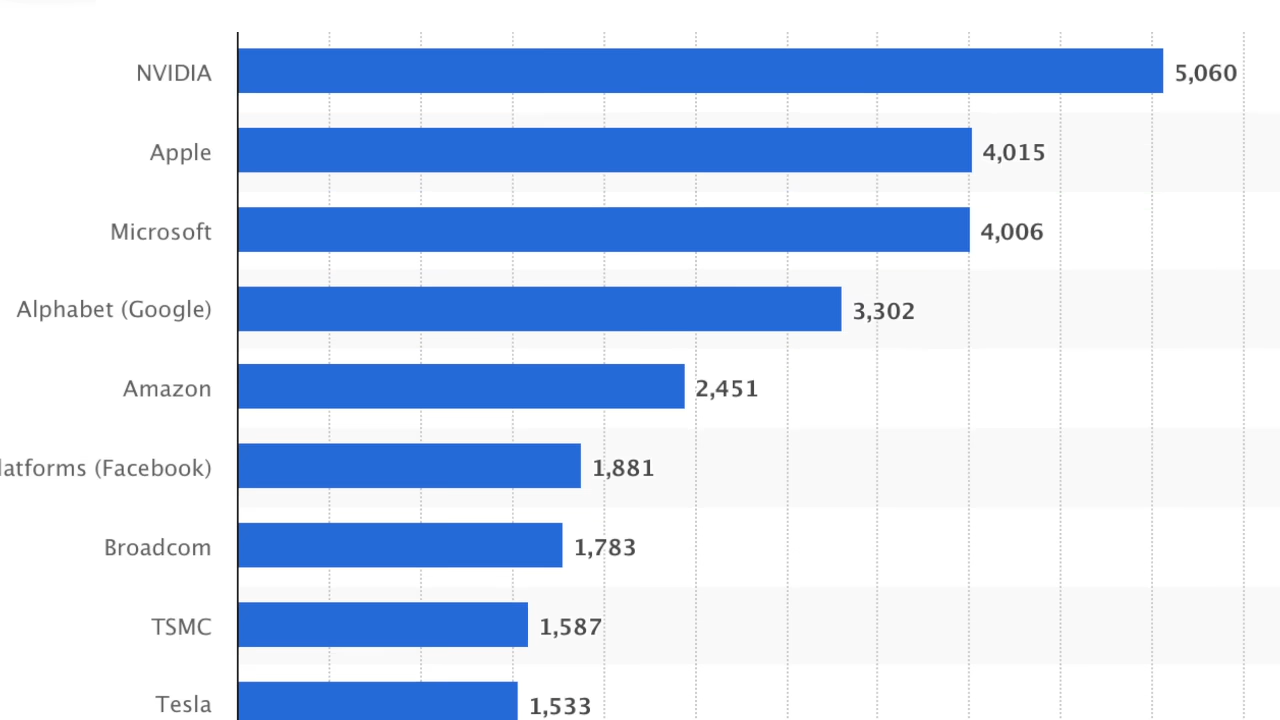 NVIDIA 5,060
Apple 4,015
Microsoft 4,006
Alphabet (Google) 3,302
Amazon 2,451
(Facebook) 1,881
Broadcom 1,783
TSMC 1,587
Tesla 1,533